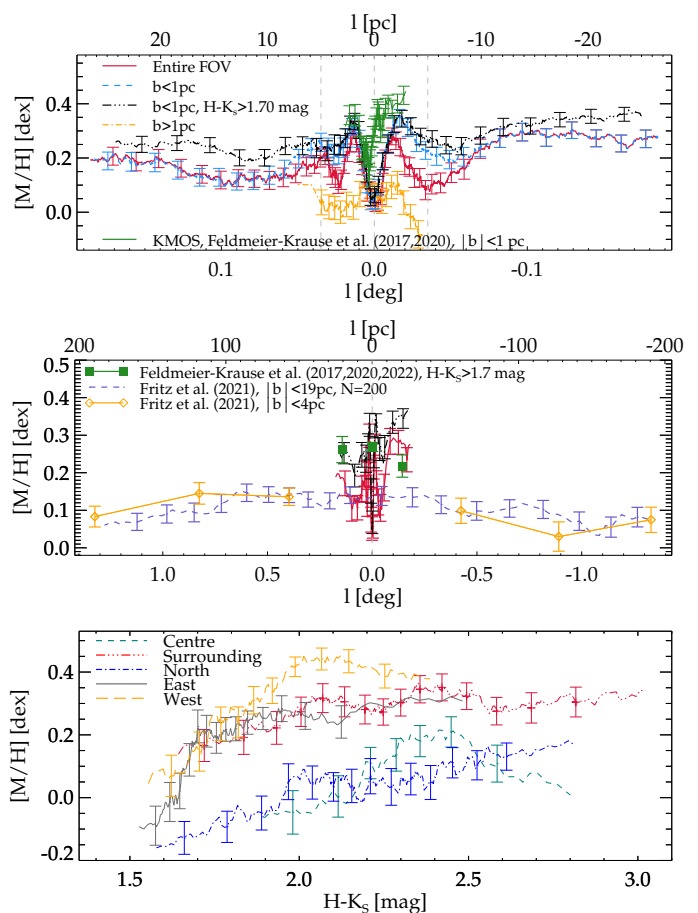 l [pc]
20 10 0 -10 -20
Entire FOV
b<1pc
b<1pc, H-KS>1.70 mag
b>1pc
[M/H] [dex]
0.4
0.2
0.0
KMOS, Feldmeier-Krause et al. (2017,2020), |b|<1 pc
0.1 0.0 -0.1
l [deg]
l [pc]
200 100 0 -100 -200
Feldmeier-Krause et al. (2017,2020,2022), H-KS>1.7 mag
Fritz et al. (2021), |b|<19pc, N=200
Fritz et al. (2021), |b|<4pc
[M/H] [dex]
0.5
0.4
0.3
0.2
0.1
0.0
1.0 0.5 0.0 -0.5 -1.0
l [deg]
Centre
Surrounding
North
East
West
[M/H] [dex]
0.4
0.2
0.0
-0.2
1.5 2.0 2.5 3.0
H-KS [mag]